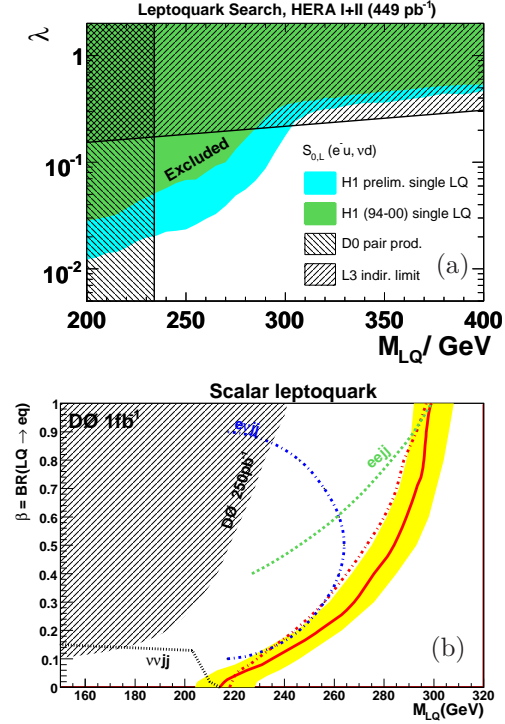 Leptoquark Search, HERA I+II (449 pb⁻¹)
λ
1
10⁻¹
10⁻²
Excluded
S₀,L (e⁻u, νd)
H1 prelim. single LQ
H1 (94-00) single LQ
D0 pair prod.
L3 indir. limit
(a)
200 250 300 350 400
M_LQ/ GeV
Scalar leptoquark
β = BR(LQ → eq)
1
0.9
0.8
0.7
0.6
0.5
0.4
0.3
0.2
0.1
0
DØ 1fb⁻¹
DØ 250pb⁻¹
eνjj
eejj
ννjj
(b)
160 180 200 220 240 260 280 300 320
M_LQ(GeV)